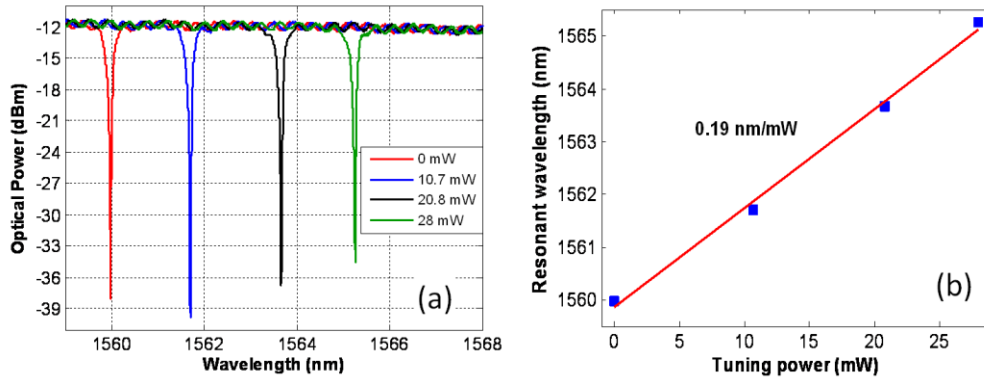 -12
-15
-18
-21
-24
-27
-30
-33
-36
-39
Optical Power (dBm)
0 mW
10.7 mW
20.8 mW
28 mW
(a)
1560
1562
1564
1566
1568
Wavelength (nm)
1565
1564
1563
1562
1561
1560
Resonant wavelength (nm)
0.19 nm/mW
(b)
0
5
10
15
20
25
Tuning power (mW)